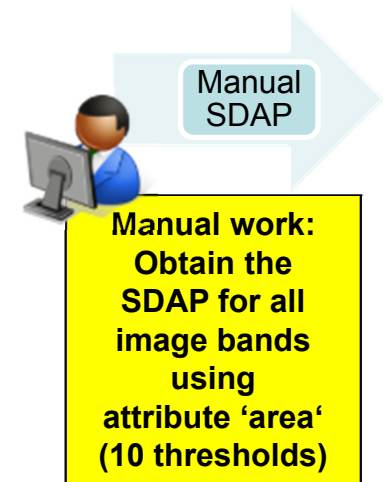 Manual
SDAP
Manual work:
Obtain the
SDAP for all
image bands
using
attribute ‘area‘
(10 thresholds)